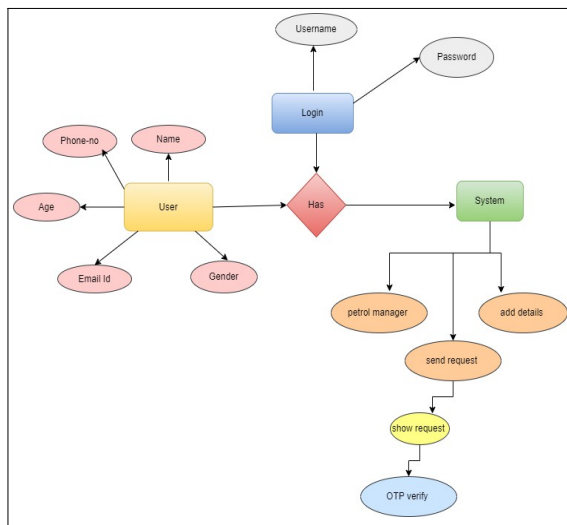 Username
Password
Login
Phone-no
Name
Age
User
Has
System
Email Id
Gender
petrol manager
add details
send request
show request
OTP verify